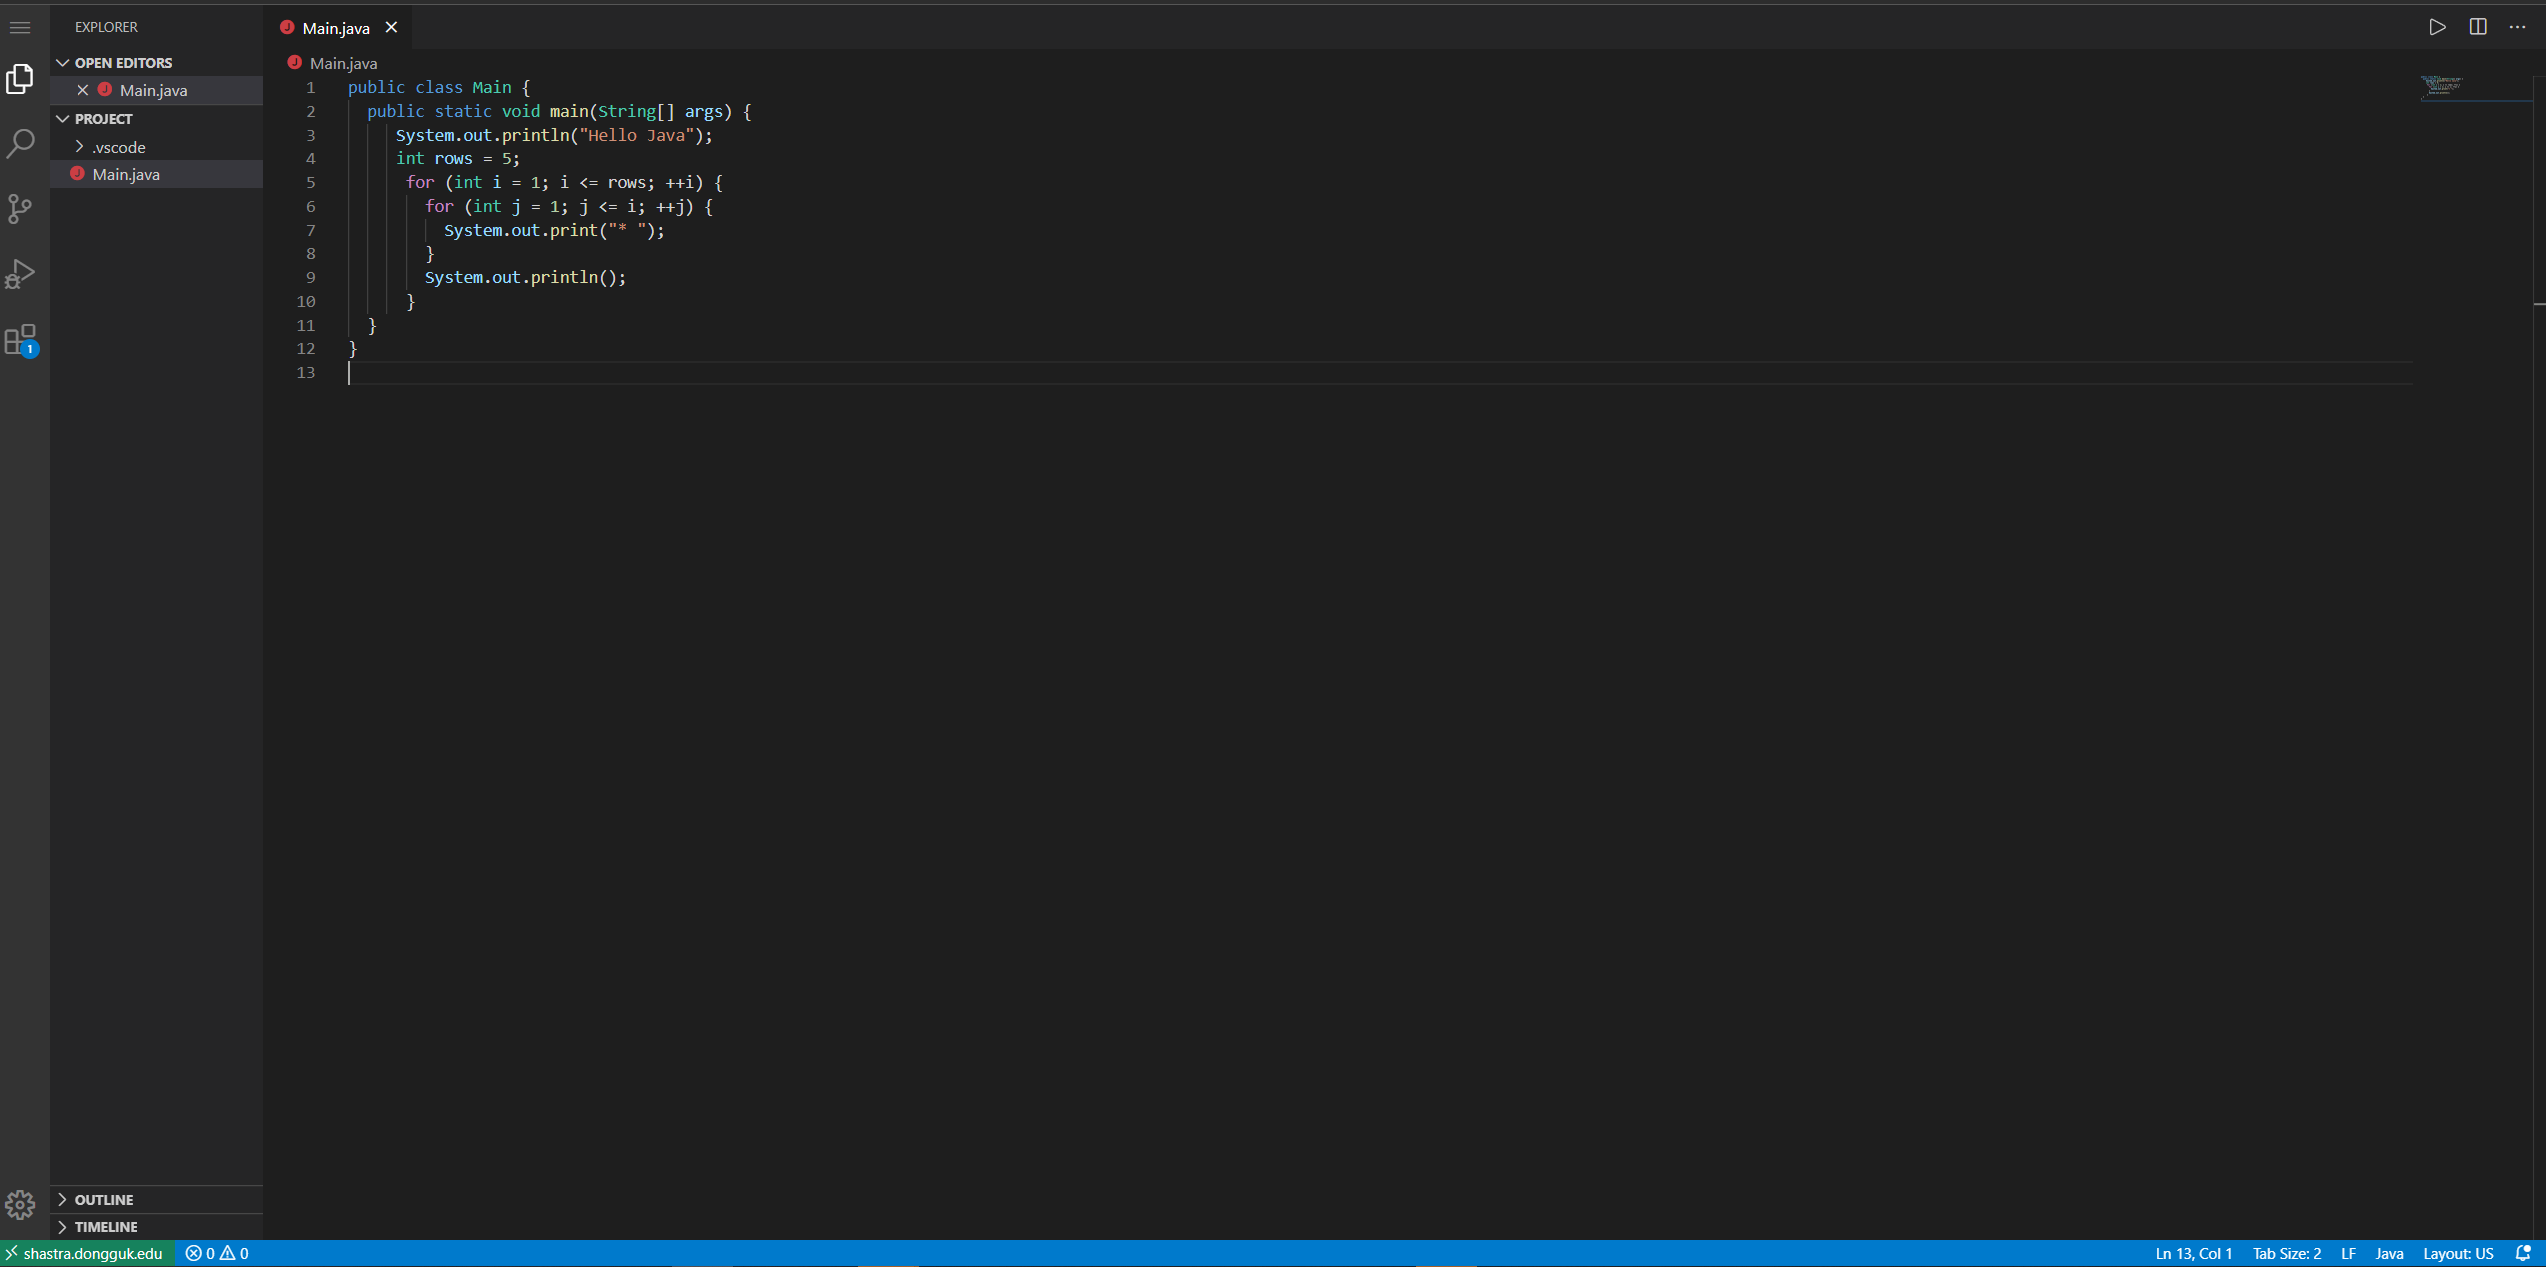 EXPLORER
OPEN EDITORS
Main.java
PROJECT
.vscode
Main.java
OUTLINE
TIMELINE
Main.java
Main.java
1 public class Main {
2 public static void main(String[] args) {
3 System.out.println("Hello Java");
4 int rows = 5;
5 for (int i = 1; i <= rows; ++i) {
6 for (int j = 1; j <= i; ++j) {
7 System.out.print("* ");
8 }
9 System.out.println();
10 }
11 }
12 }
13
1
shastra.dongguk.edu 0 0 Ln 13, Col 1 Tab Size: 2 LF Java Layout: US